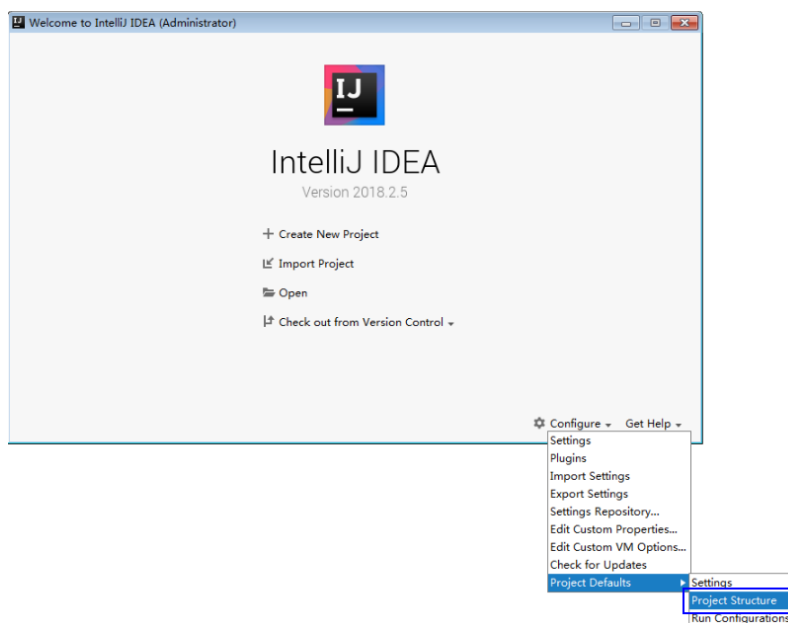 Welcome to IntelliJ IDEA (Administrator)
IJ
IntelliJ IDEA
Version 2018.2.5
Create New Project
Import Project
Open
Check out from Version Control
Configure Get Help
Settings
Plugins
Import Settings
Export Settings
Settings Repository...
Edit Custom Properties...
Edit Custom VM Options...
Check for Updates
Project Defaults Settings
Project Structure
Run Configurations